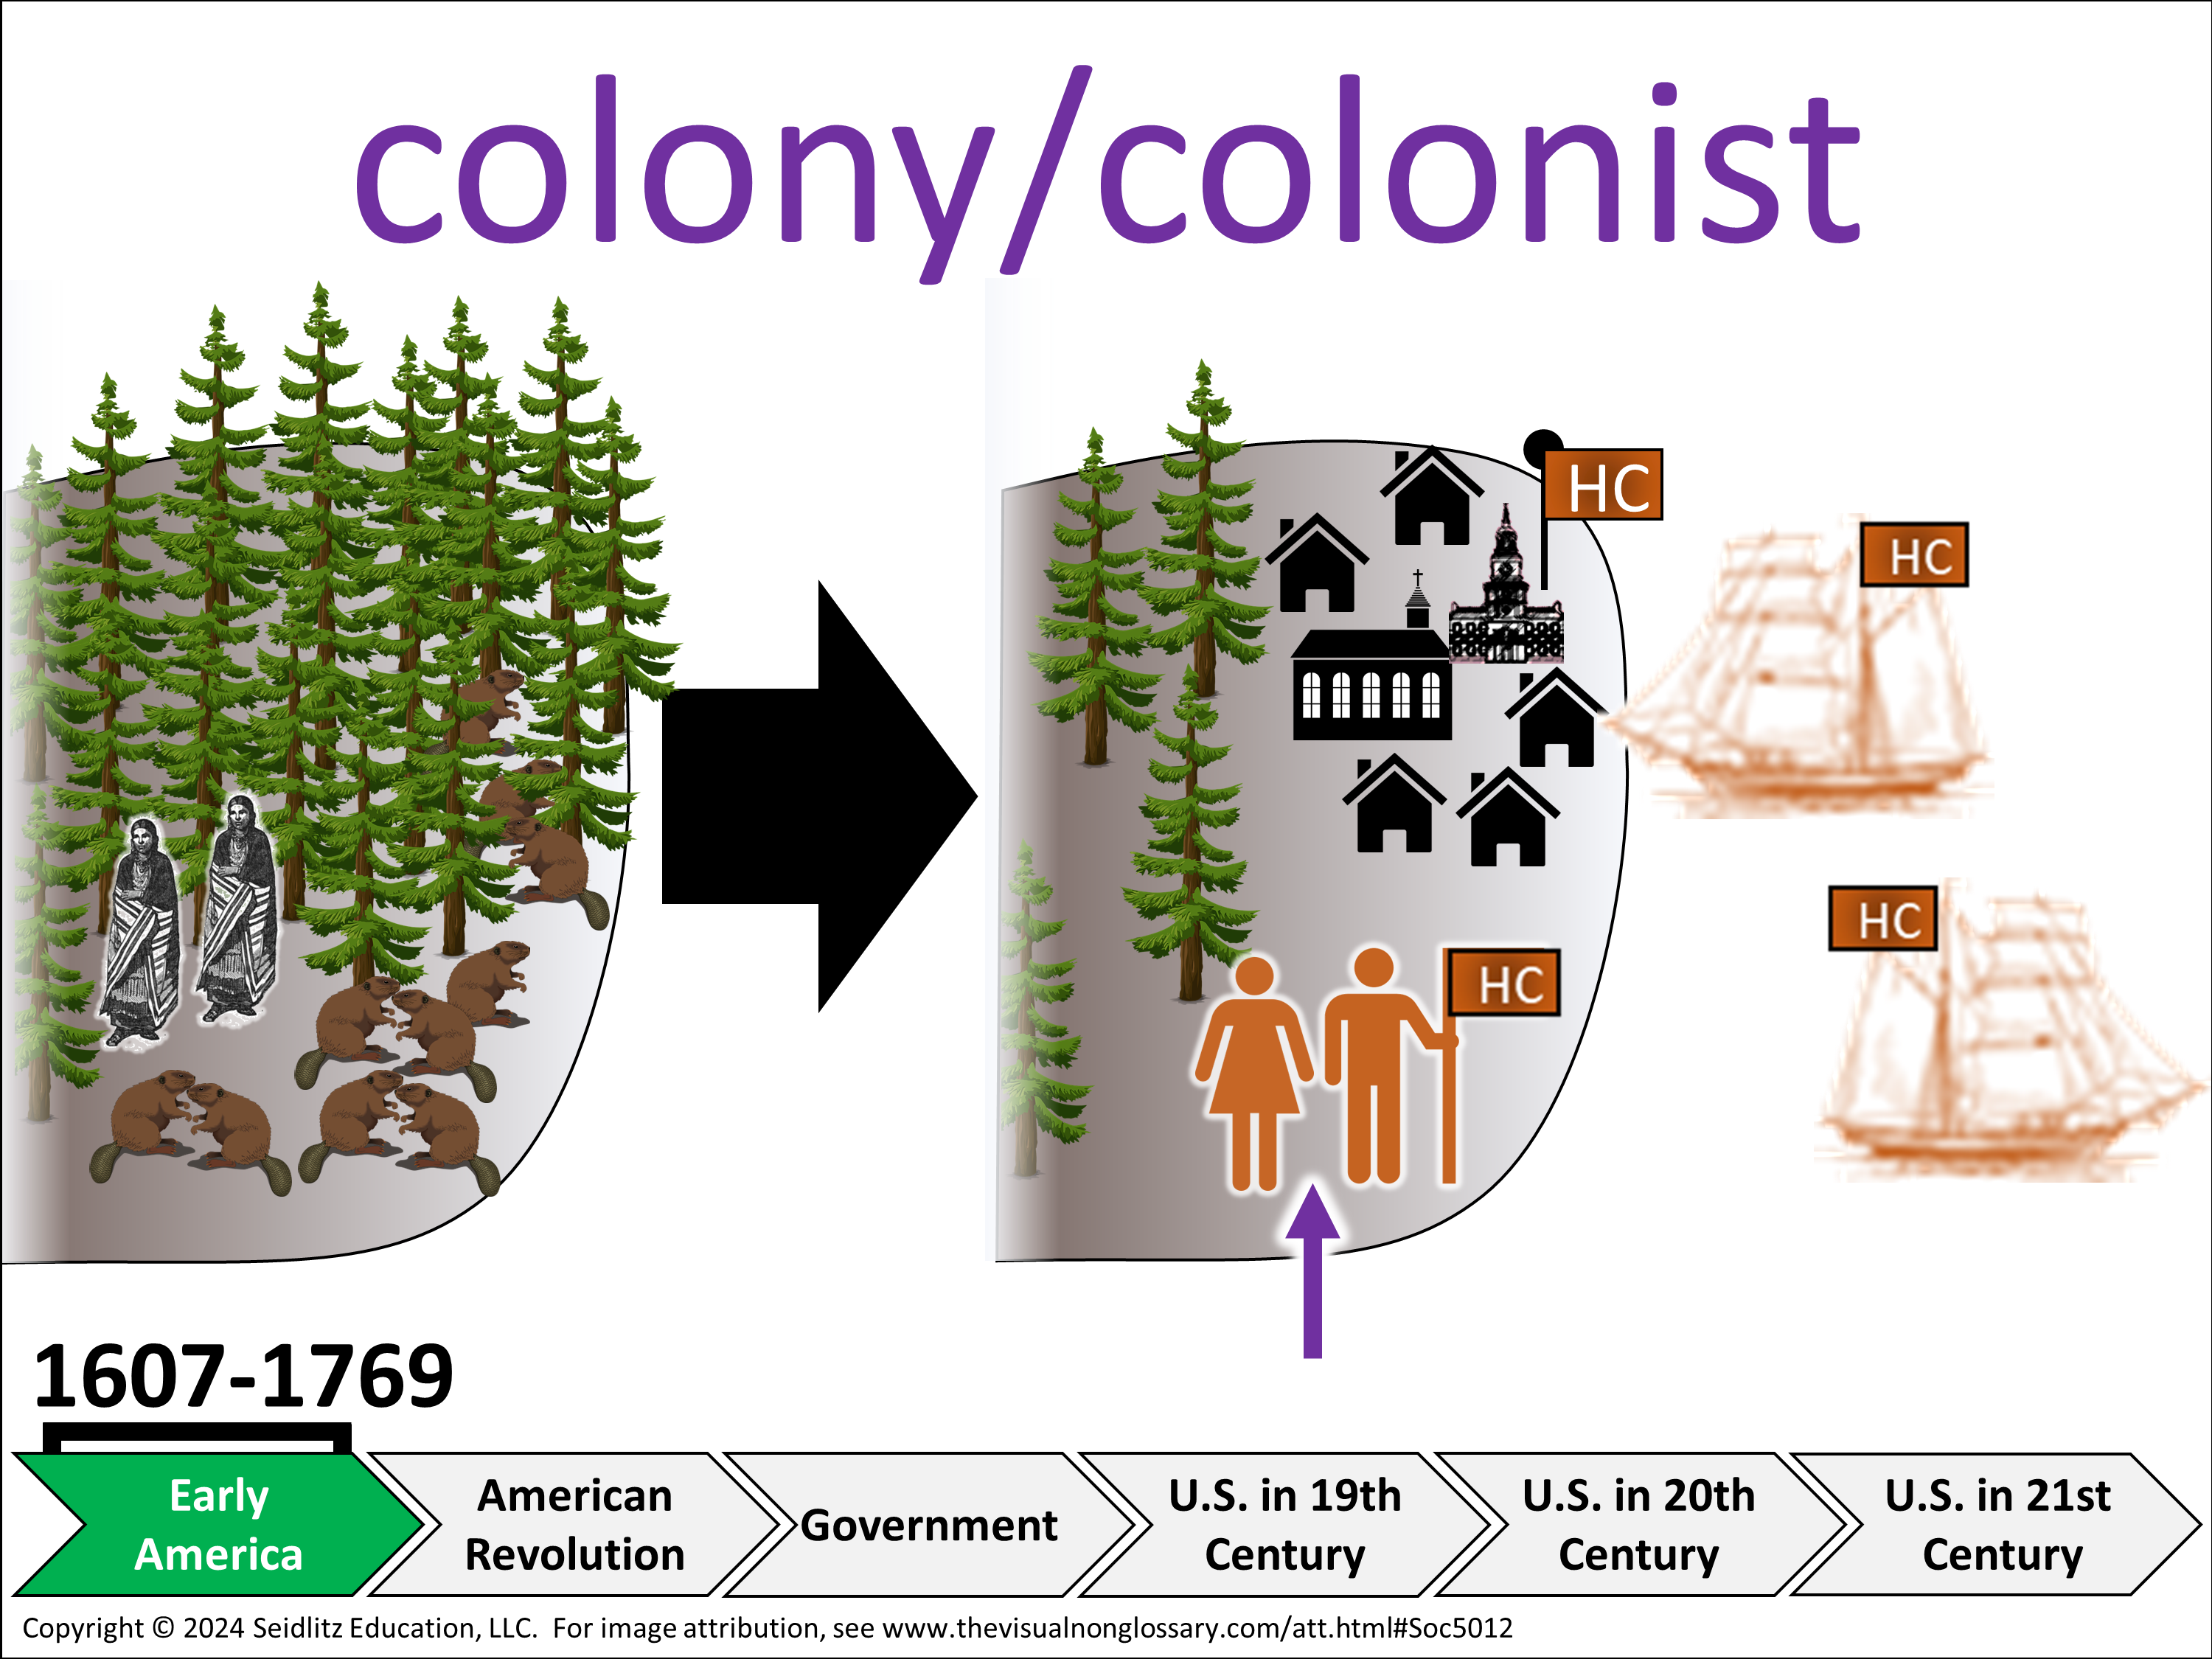 colony/colonist
HC
HC
HC
HC
1607-1769
Early
America
American
Revolution
Government
U.S. in 19th
Century
U.S. in 20th
Century
U.S. in 21st
Century
Copyright © 2024 Seidlitz Education, LLC.  For image attribution, see www.thevisualnonglossary.com/att.html#Soc5012